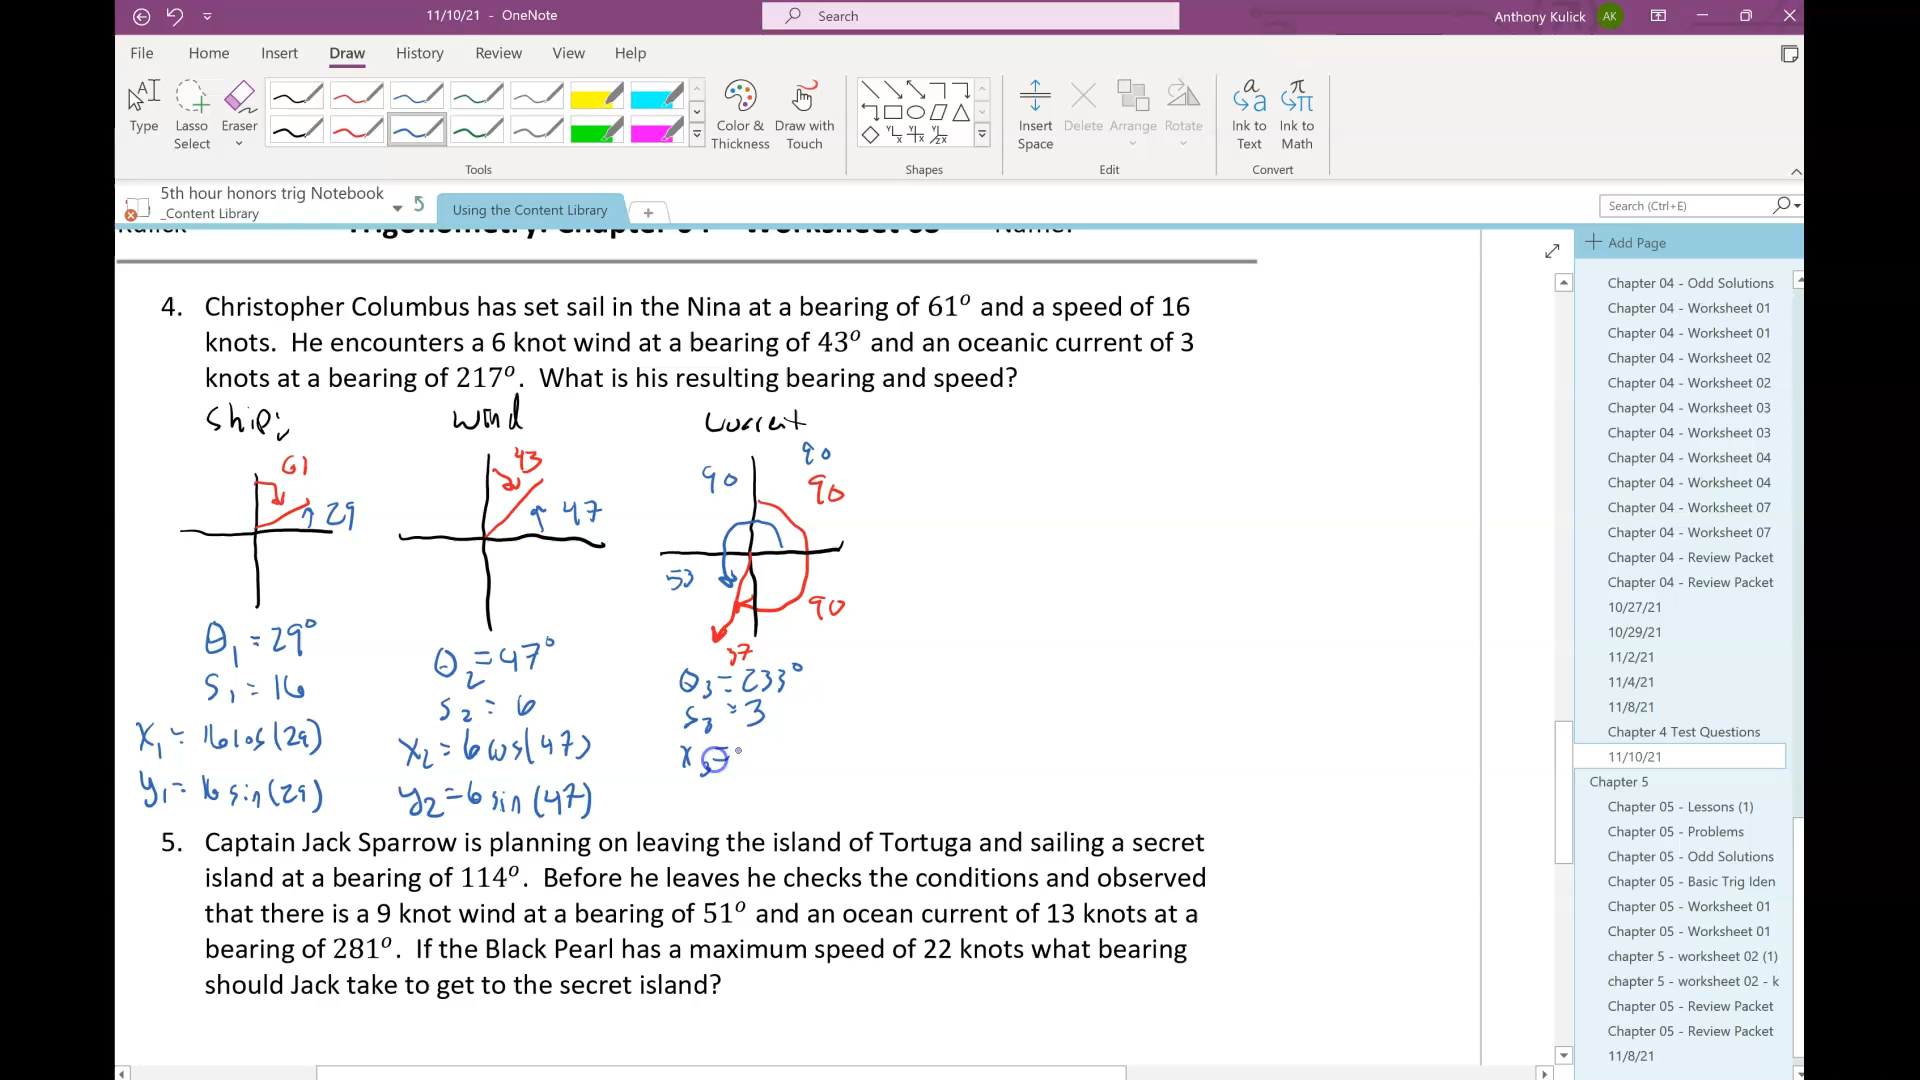 11/10/21 - OneNote
Search
Anthony Kulick
AK
File Home Insert Draw History Review View Help
Type
Lasso Select
Eraser
Color & Thickness
Draw with Touch
Insert Space
Delete
Arrange
Rotate
Ink to Text
Ink to Math
Tools
Shapes
Edit
Convert
5th hour honors trig Notebook
_Content Library
Using the Content Library
Search (Ctrl+E)
Kulick Trigonometry: Chapter 04 - Worksheet Name:
4. Christopher Columbus has set sail in the Nina at a bearing of 61° and a speed of 16
knots. He encounters a 6 knot wind at a bearing of 43° and an oceanic current of 3
knots at a bearing of 217°. What is his resulting bearing and speed?
Ship:
61
29
θ₁ = 29°
S₁ = 16
x₁ = 16cos(29)
y₁ = 16 sin(29)
wind
43
47
θ₂ = 47°
S₂ = 6
x₂ = 6 cos(47)
y₂ = 6 sin (47)
current
90
90
90
53
90
37
θ₃ = 233°
S₃ = 3
x₃ =
5. Captain Jack Sparrow is planning on leaving the island of Tortuga and sailing a secret
island at a bearing of 114°. Before he leaves he checks the conditions and observed
that there is a 9 knot wind at a bearing of 51° and an ocean current of 13 knots at a
bearing of 281°. If the Black Pearl has a maximum speed of 22 knots what bearing
should Jack take to get to the secret island?
Add Page
Chapter 04 - Odd Solutions
Chapter 04 - Worksheet 01
Chapter 04 - Worksheet 01
Chapter 04 - Worksheet 02
Chapter 04 - Worksheet 02
Chapter 04 - Worksheet 03
Chapter 04 - Worksheet 03
Chapter 04 - Worksheet 04
Chapter 04 - Worksheet 04
Chapter 04 - Worksheet 07
Chapter 04 - Worksheet 07
Chapter 04 - Review Packet
Chapter 04 - Review Packet
10/27/21
10/29/21
11/2/21
11/4/21
11/8/21
Chapter 4 Test Questions
11/10/21
Chapter 5
Chapter 05 - Lessons (1)
Chapter 05 - Problems
Chapter 05 - Odd Solutions
Chapter 05 - Basic Trig Iden
Chapter 05 - Worksheet 01
Chapter 05 - Worksheet 01
chapter 5 - worksheet 02 (1)
chapter 5 - worksheet 02 - k
Chapter 05 - Review Packet
Chapter 05 - Review Packet
11/8/21